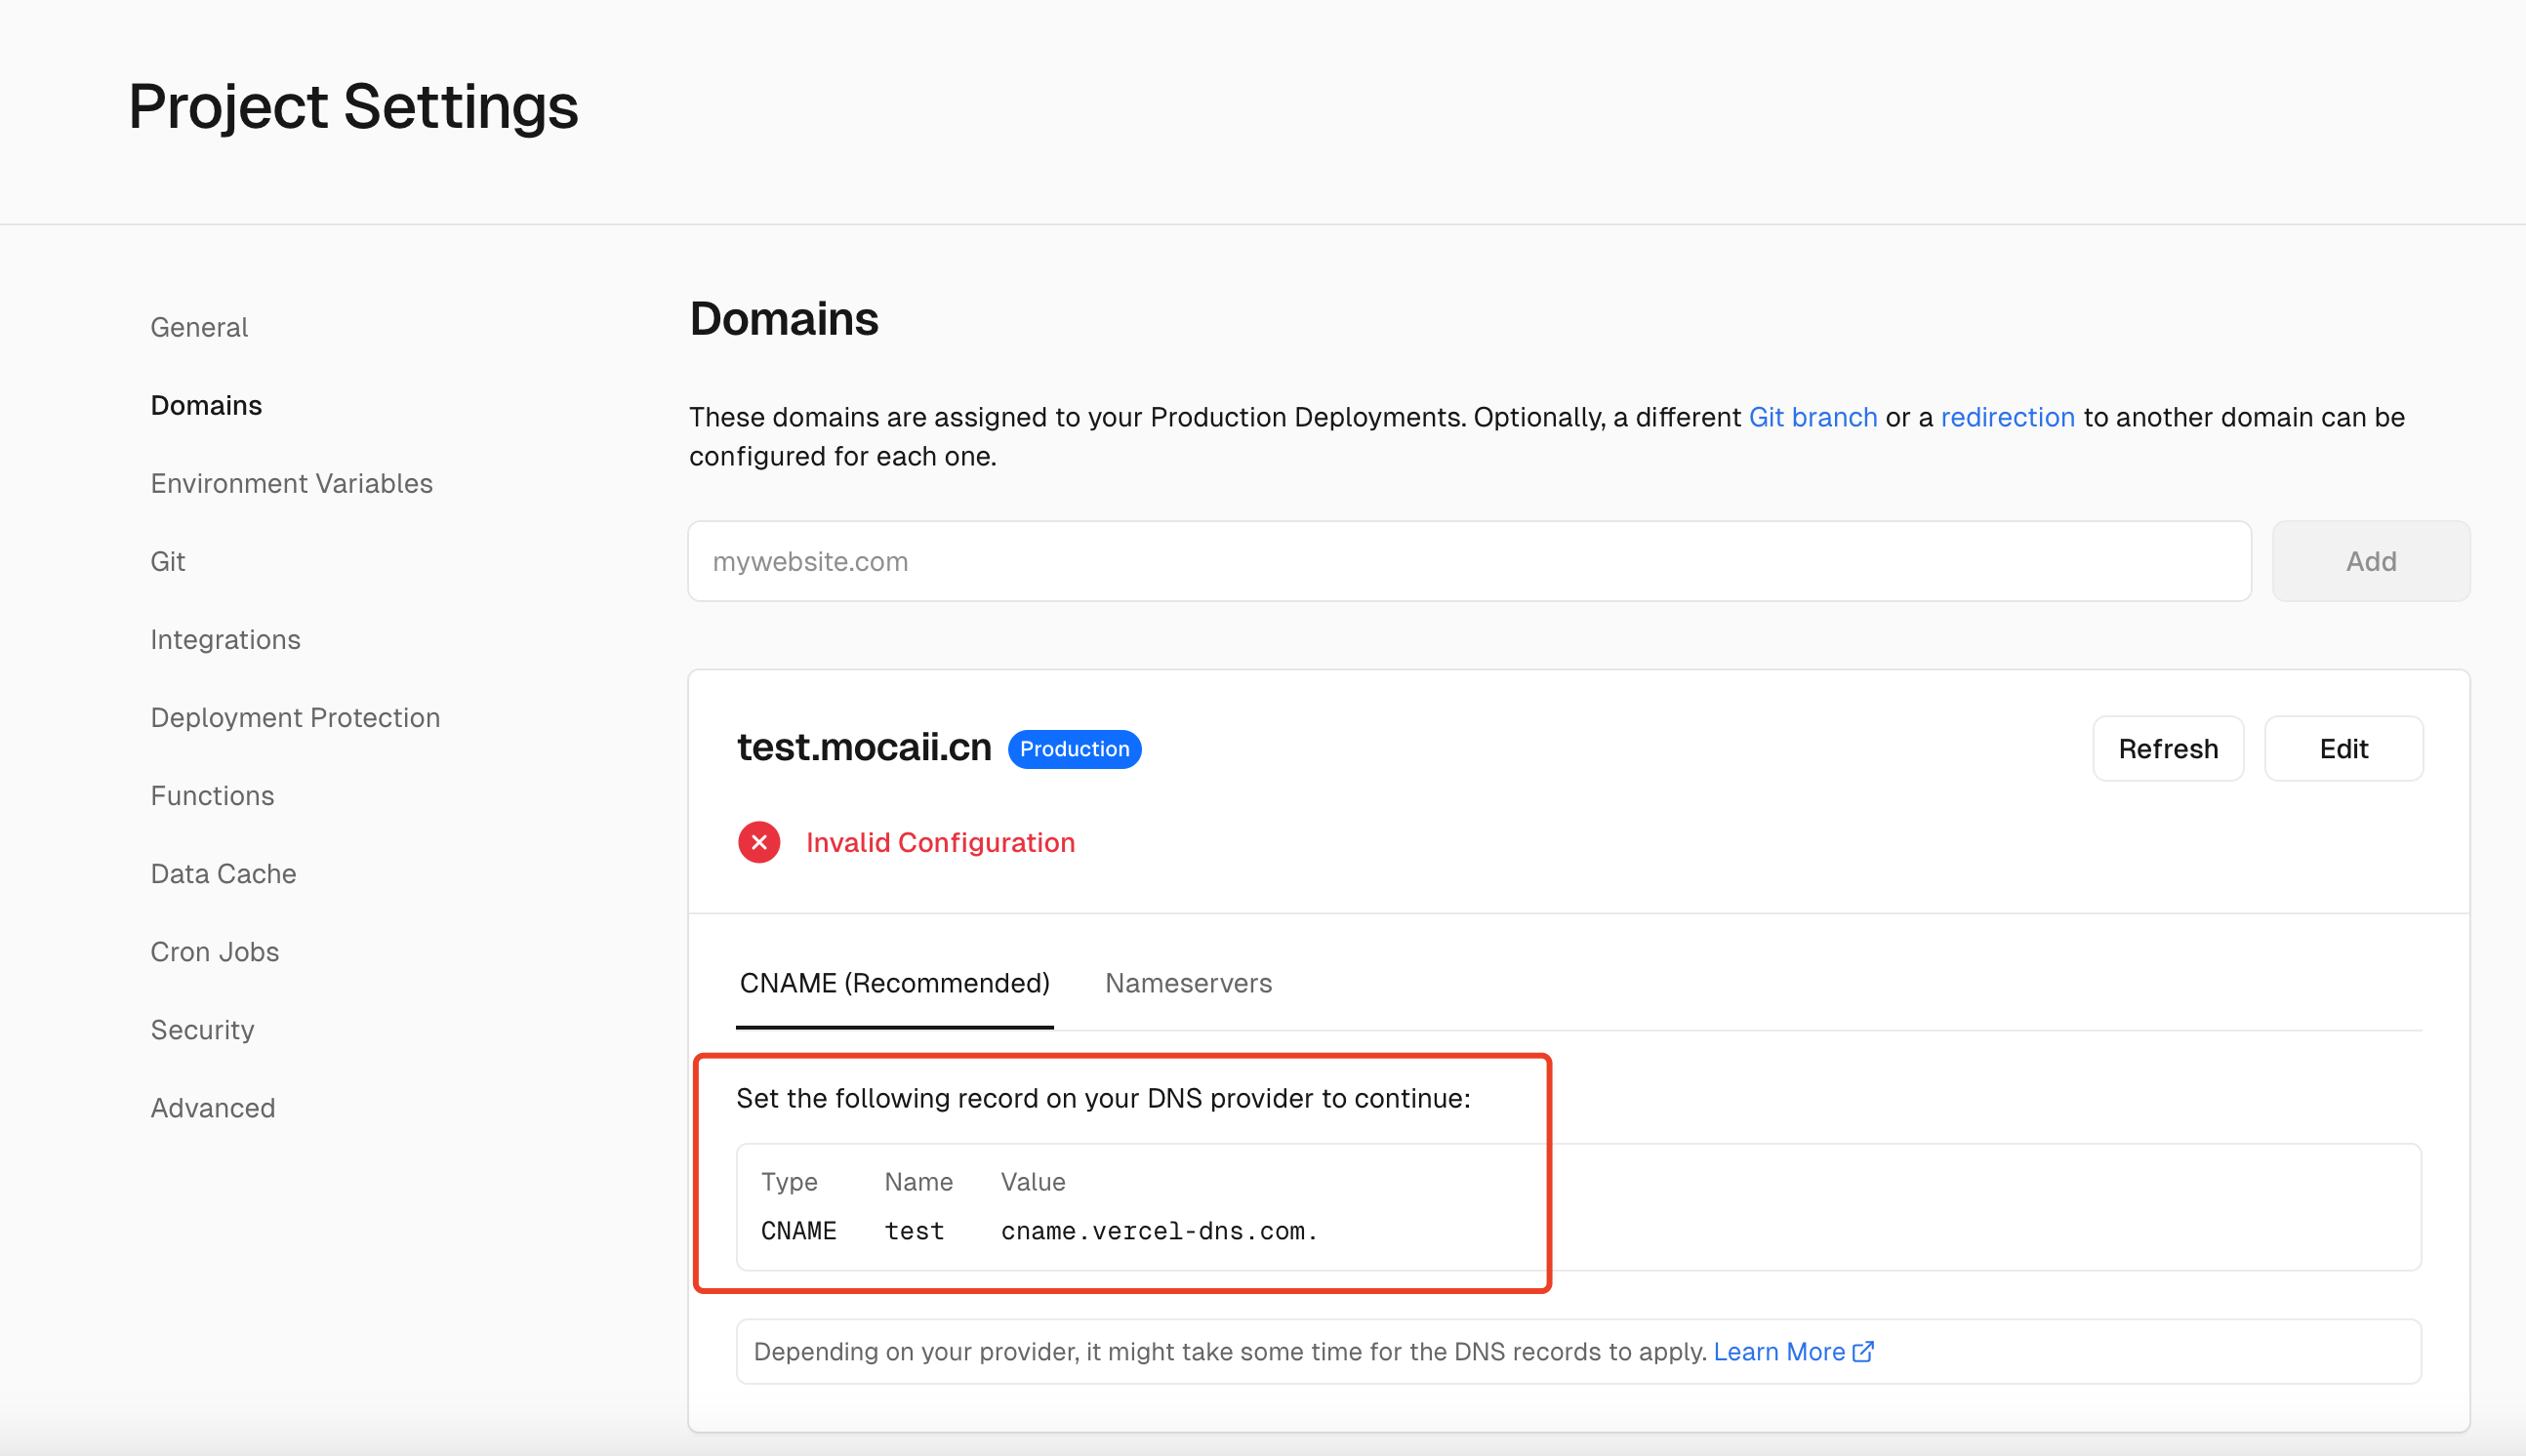 Project Settings
General
Domains
Environment Variables
Git
Integrations
Deployment Protection
Functions
Data Cache
Cron Jobs
Security
Advanced
Domains
These domains are assigned to your Production Deployments. Optionally, a different Git branch or a redirection to another domain can be
configured for each one.
mywebsite.com
Add
test.mocaii.cn Production
Refresh
Edit
Invalid Configuration
CNAME (Recommended)
Nameservers
Set the following record on your DNS provider to continue:
Type Name Value
CNAME test cname.vercel-dns.com.
Depending on your provider, it might take some time for the DNS records to apply. Learn More